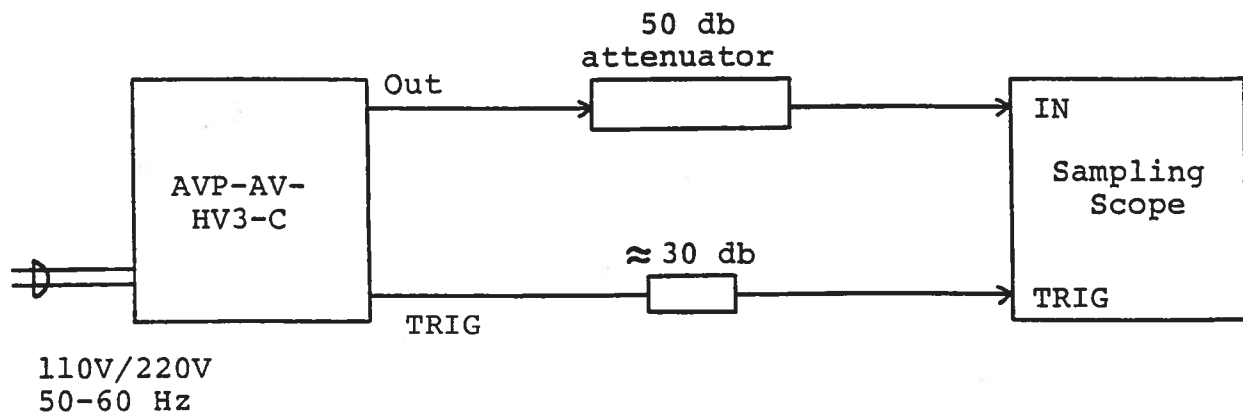 50 db
attenuator
Out
IN
AVP-AV-
HV3-C
Sampling
Scope
≈ 30 db
TRIG
TRIG
110V/220V
50-60 Hz